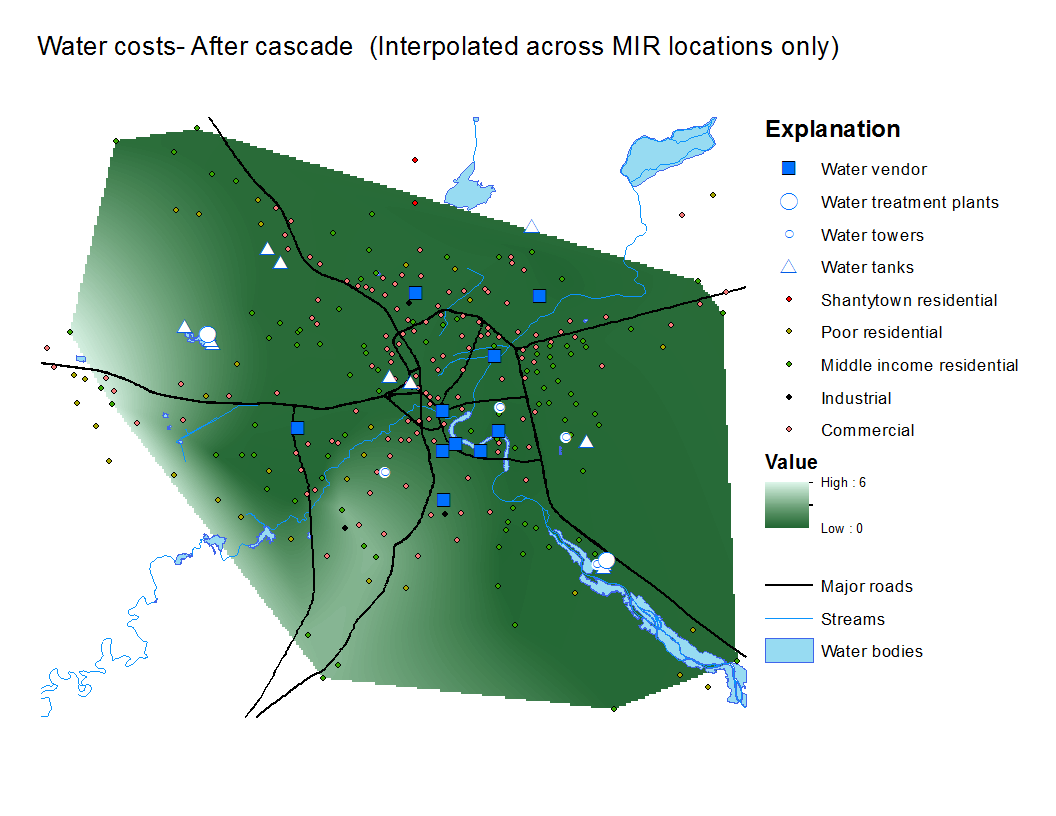 Water costs- After cascade  (Interpolated across MIR locations only)
Explanation
Water vendor
Water treatment plants
Water towers
Water tanks
Shantytown residential
Poor residential
Middle income residential
Industrial
Commercial
Value
High : 6
Low : 0
Major roads
Streams
Water bodies